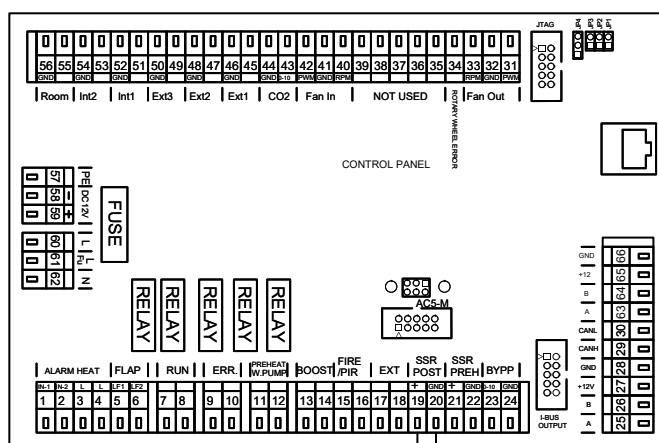 JTAG
JP4 JP3 JP2 JP1
56 55 54 53 52 51 50 49 48 47 46 45 44 43 42 41 40 39 38 37 36 35 34 33 32 31
GND GND GND GND GND GND GND 0-10 PWM GND RPM RPM GND PWM
Room Int2 Int1 Ext3 Ext2 Ext1 CO2 Fan In NOT USED ROTARY WHEEL ERROR Fan Out
CONTROL PANEL
57 PE
58 -
59 +
DC12V
FUSE
60 L
61 L Fu
62 N
RELAY RELAY RELAY RELAY RELAY
AC5-M
GND 66
+12 65
B 64
A 63
CANL 30
CANH 29
GND 28
+12V 27
B 26
A 25
I-BUS
OUTPUT
ALARM HEAT FLAP RUN ERR. PREHEAT
W.PUMP BOOST FIRE
/PIR EXT SSR
POST SSR
PREH BYPP
IN-1 IN-2 L L LF1 LF2 + GND + GND 0-10 GND
1 2 3 4 5 6 7 8 9 10 11 12 13 14 15 16 17 18 19 20 21 22 23 24